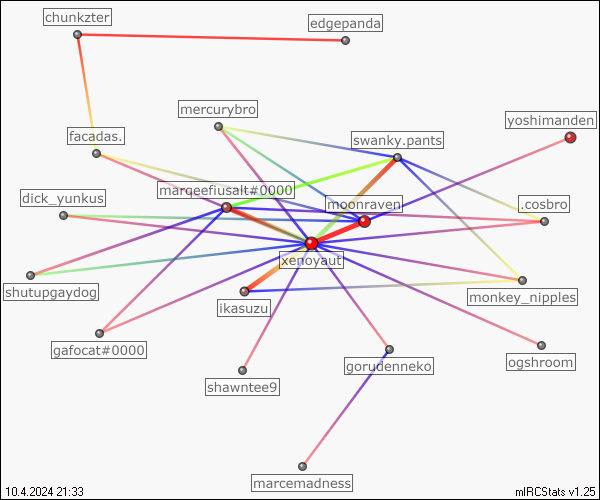 chunkzter
edgepanda
mercurybro
yoshimanden
facadas.
swanky.pants
marqeefiusalt#0000
dick_yunkus
moonraven
.cosbro
xenoyaut
shutupgaydog
monkey_nipples
ikasuzu
gafocat#0000
ogshroom
gorudenneko
shawntee9
marcemadness
10.4.2024 21:33
mIRCStats v1.25